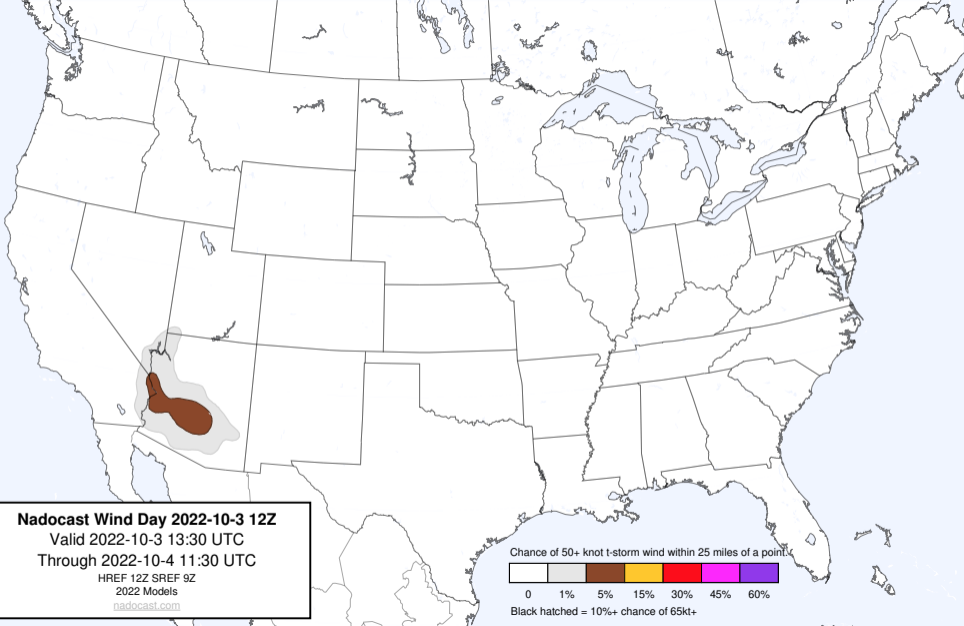 Nadocast Wind Day 2022-10-3 12Z
Valid 2022-10-3 13:30 UTC
Through 2022-10-4 11:30 UTC
HREF 12Z SREF 9Z
2022 Models
nadocast.com
Chance of 50+ knot t-storm wind within 25 miles of a point.
0 1% 5% 15% 30% 45% 60%
Black hatched = 10%+ chance of 65kt+